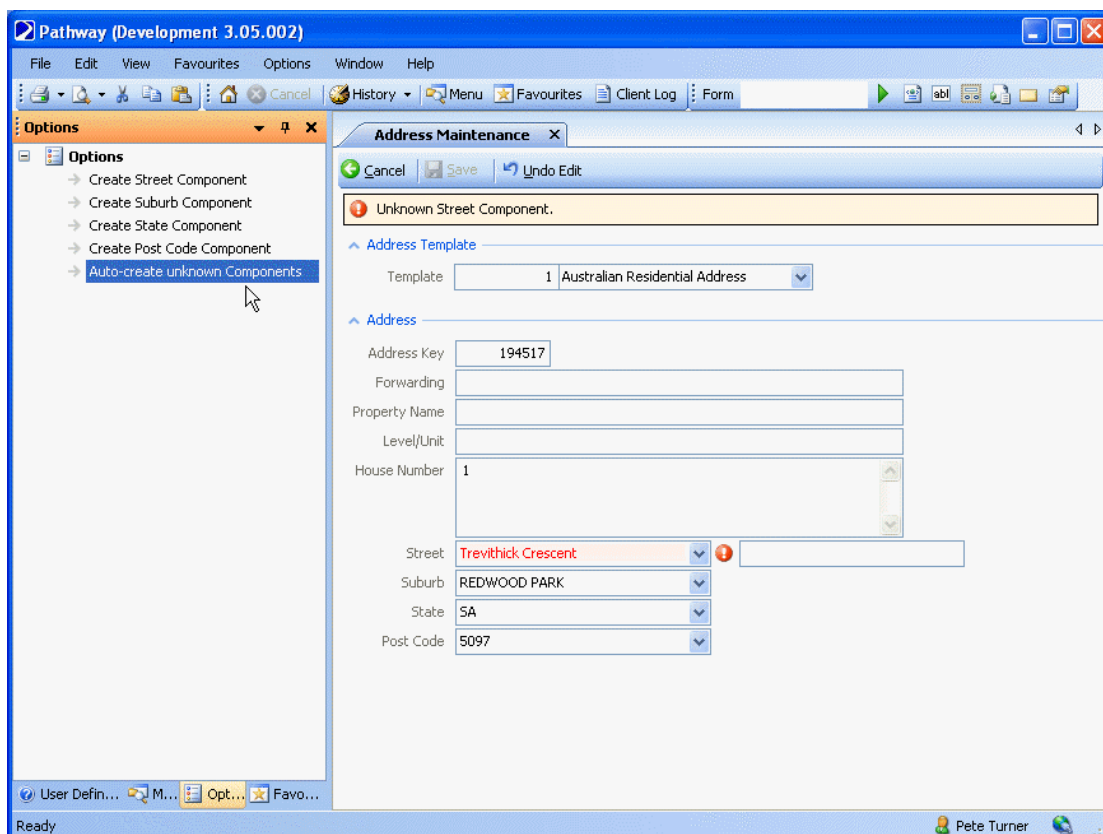 Pathway (Development 3.05.002)
File Edit View Favourites Options Window Help
Cancel History Menu Favourites Client Log Form abl
Options
Options
Create Street Component
Create Suburb Component
Create State Component
Create Post Code Component
Auto-create unknown Components
Address Maintenance
Cancel Save Undo Edit
Unknown Street Component.
Address Template
Template 1 Australian Residential Address
Address
Address Key 194517
Forwarding
Property Name
Level/Unit
House Number 1
Street Trevithick Crescent
Suburb REDWOOD PARK
State SA
Post Code 5097
User Defin... M... Opt... Favo...
Ready Pete Turner